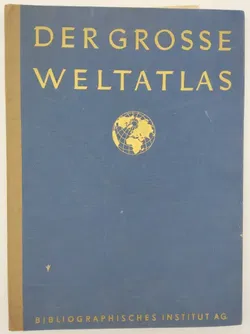 DER GROSSE
WELTATLAS
BIBLIOGRAPHISCHES INSTITUT AG